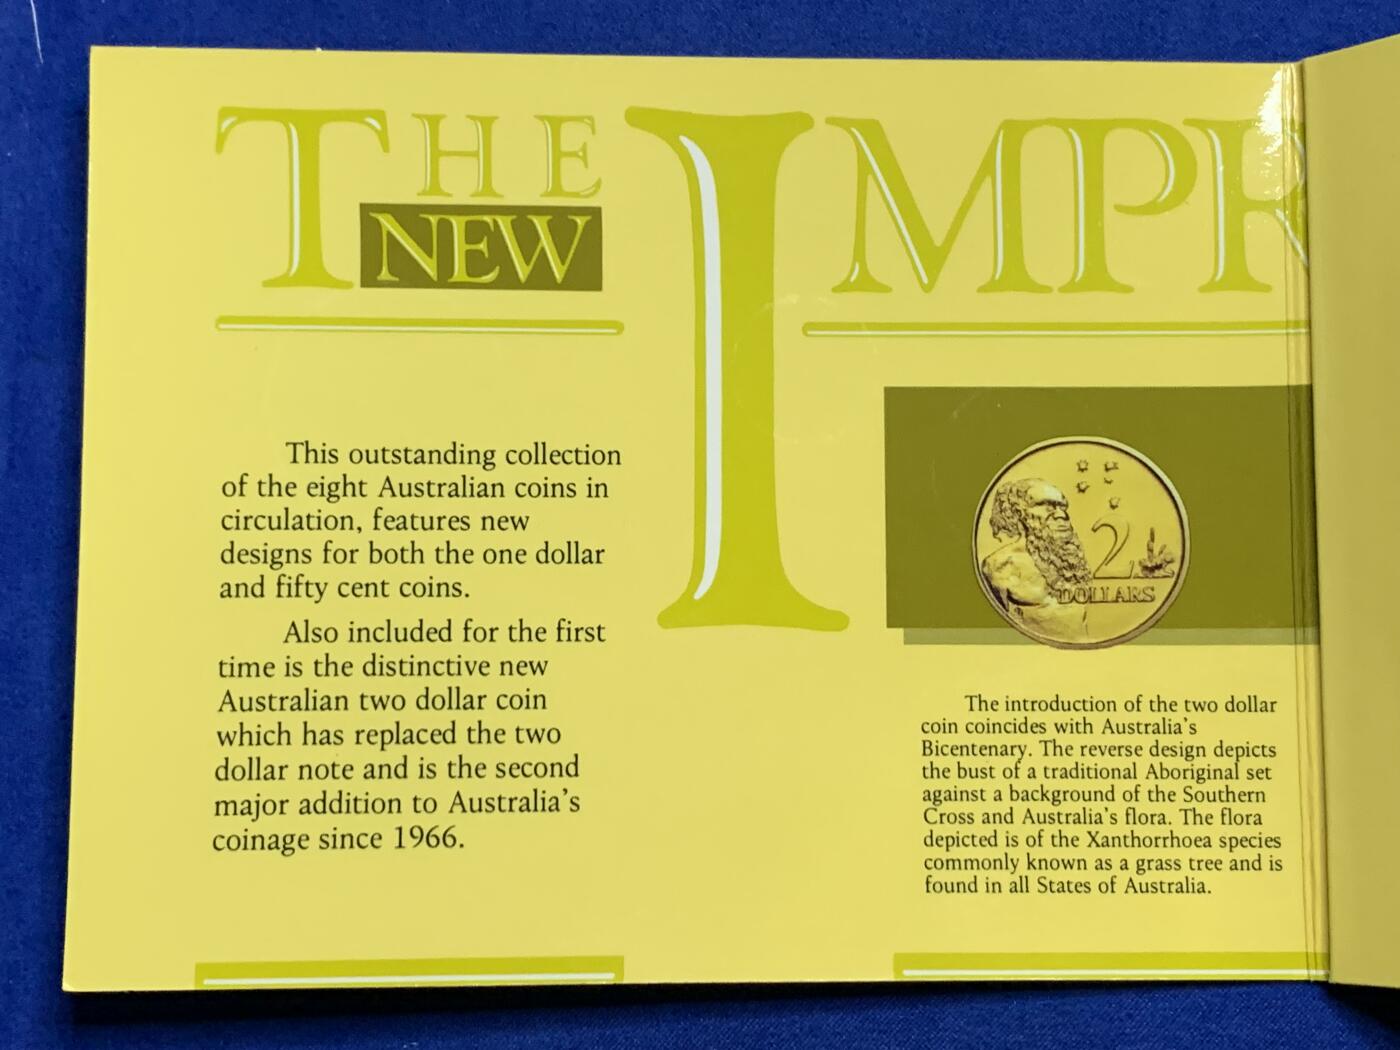 THE
NEW
IMPR
This outstanding collection
of the eight Australian coins in
circulation, features new
designs for both the one dollar
and fifty cent coins.
Also included for the first
time is the distinctive new
Australian two dollar coin
which has replaced the two
dollar note and is the second
major addition to Australia's
coinage since 1966.
2
DOLLARS
The introduction of the two dollar
coin coincides with Australia's
Bicentenary. The reverse design depicts
the bust of a traditional Aboriginal set
against a background of the Southern
Cross and Australia's flora. The flora
depicted is of the Xanthorrhoea species
commonly known as a grass tree and is
found in all States of Australia.